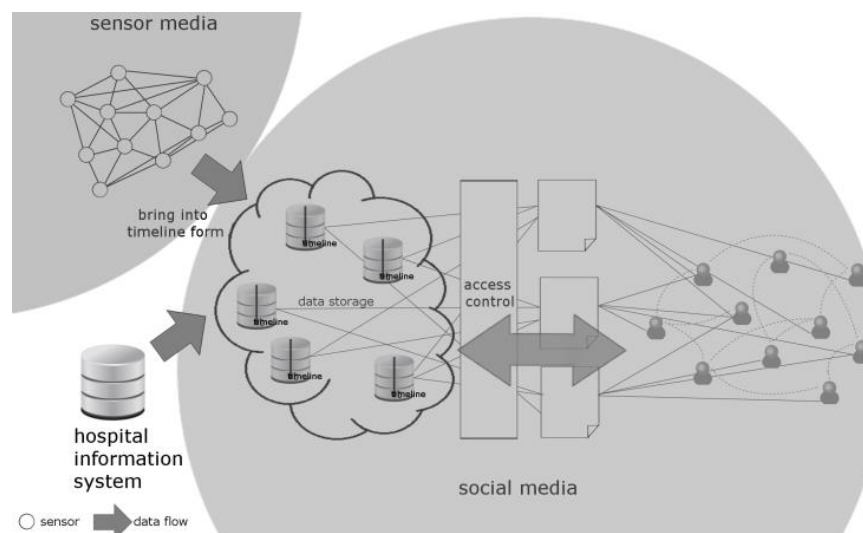 sensor media
bring into
timeline form
timeline
timeline
data storage
timeline
timeline
timeline
access
control
hospital
information
system
social media
sensor
data flow